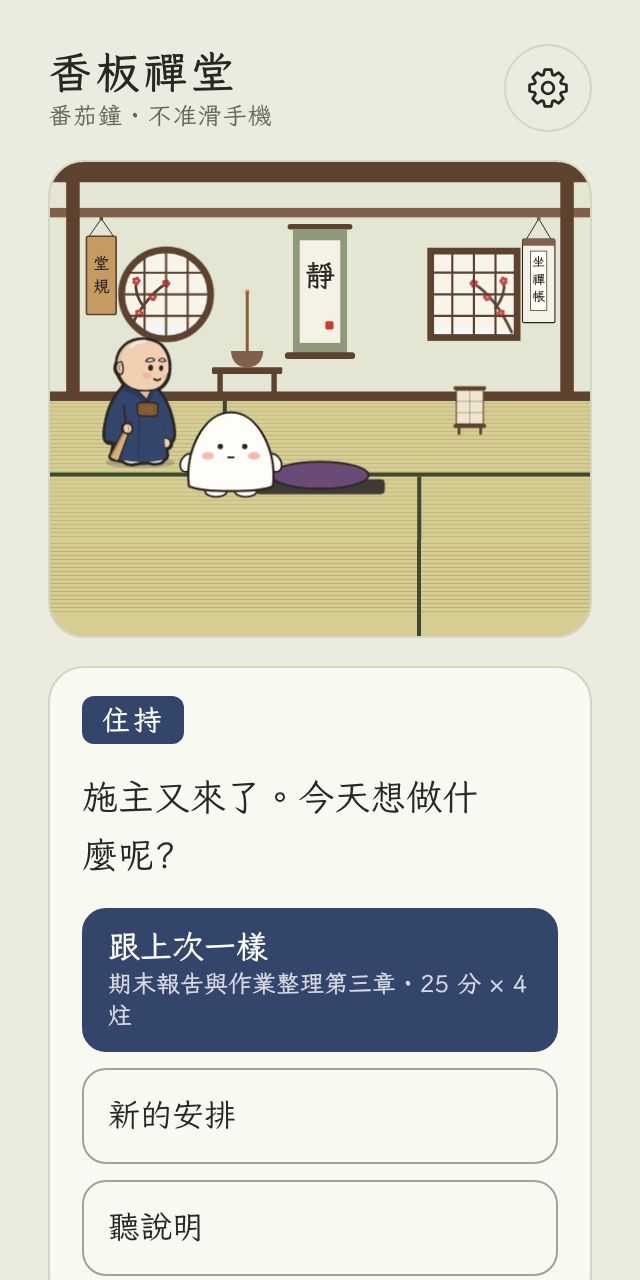 香板禪堂
番茄鐘・不准滑手機
堂規
靜
坐禪帳
住持
施主又來了。今天想做什
麼呢?
跟上次一樣
期末報告與作業整理第三章・25 分 × 4
炷
新的安排
聽說明